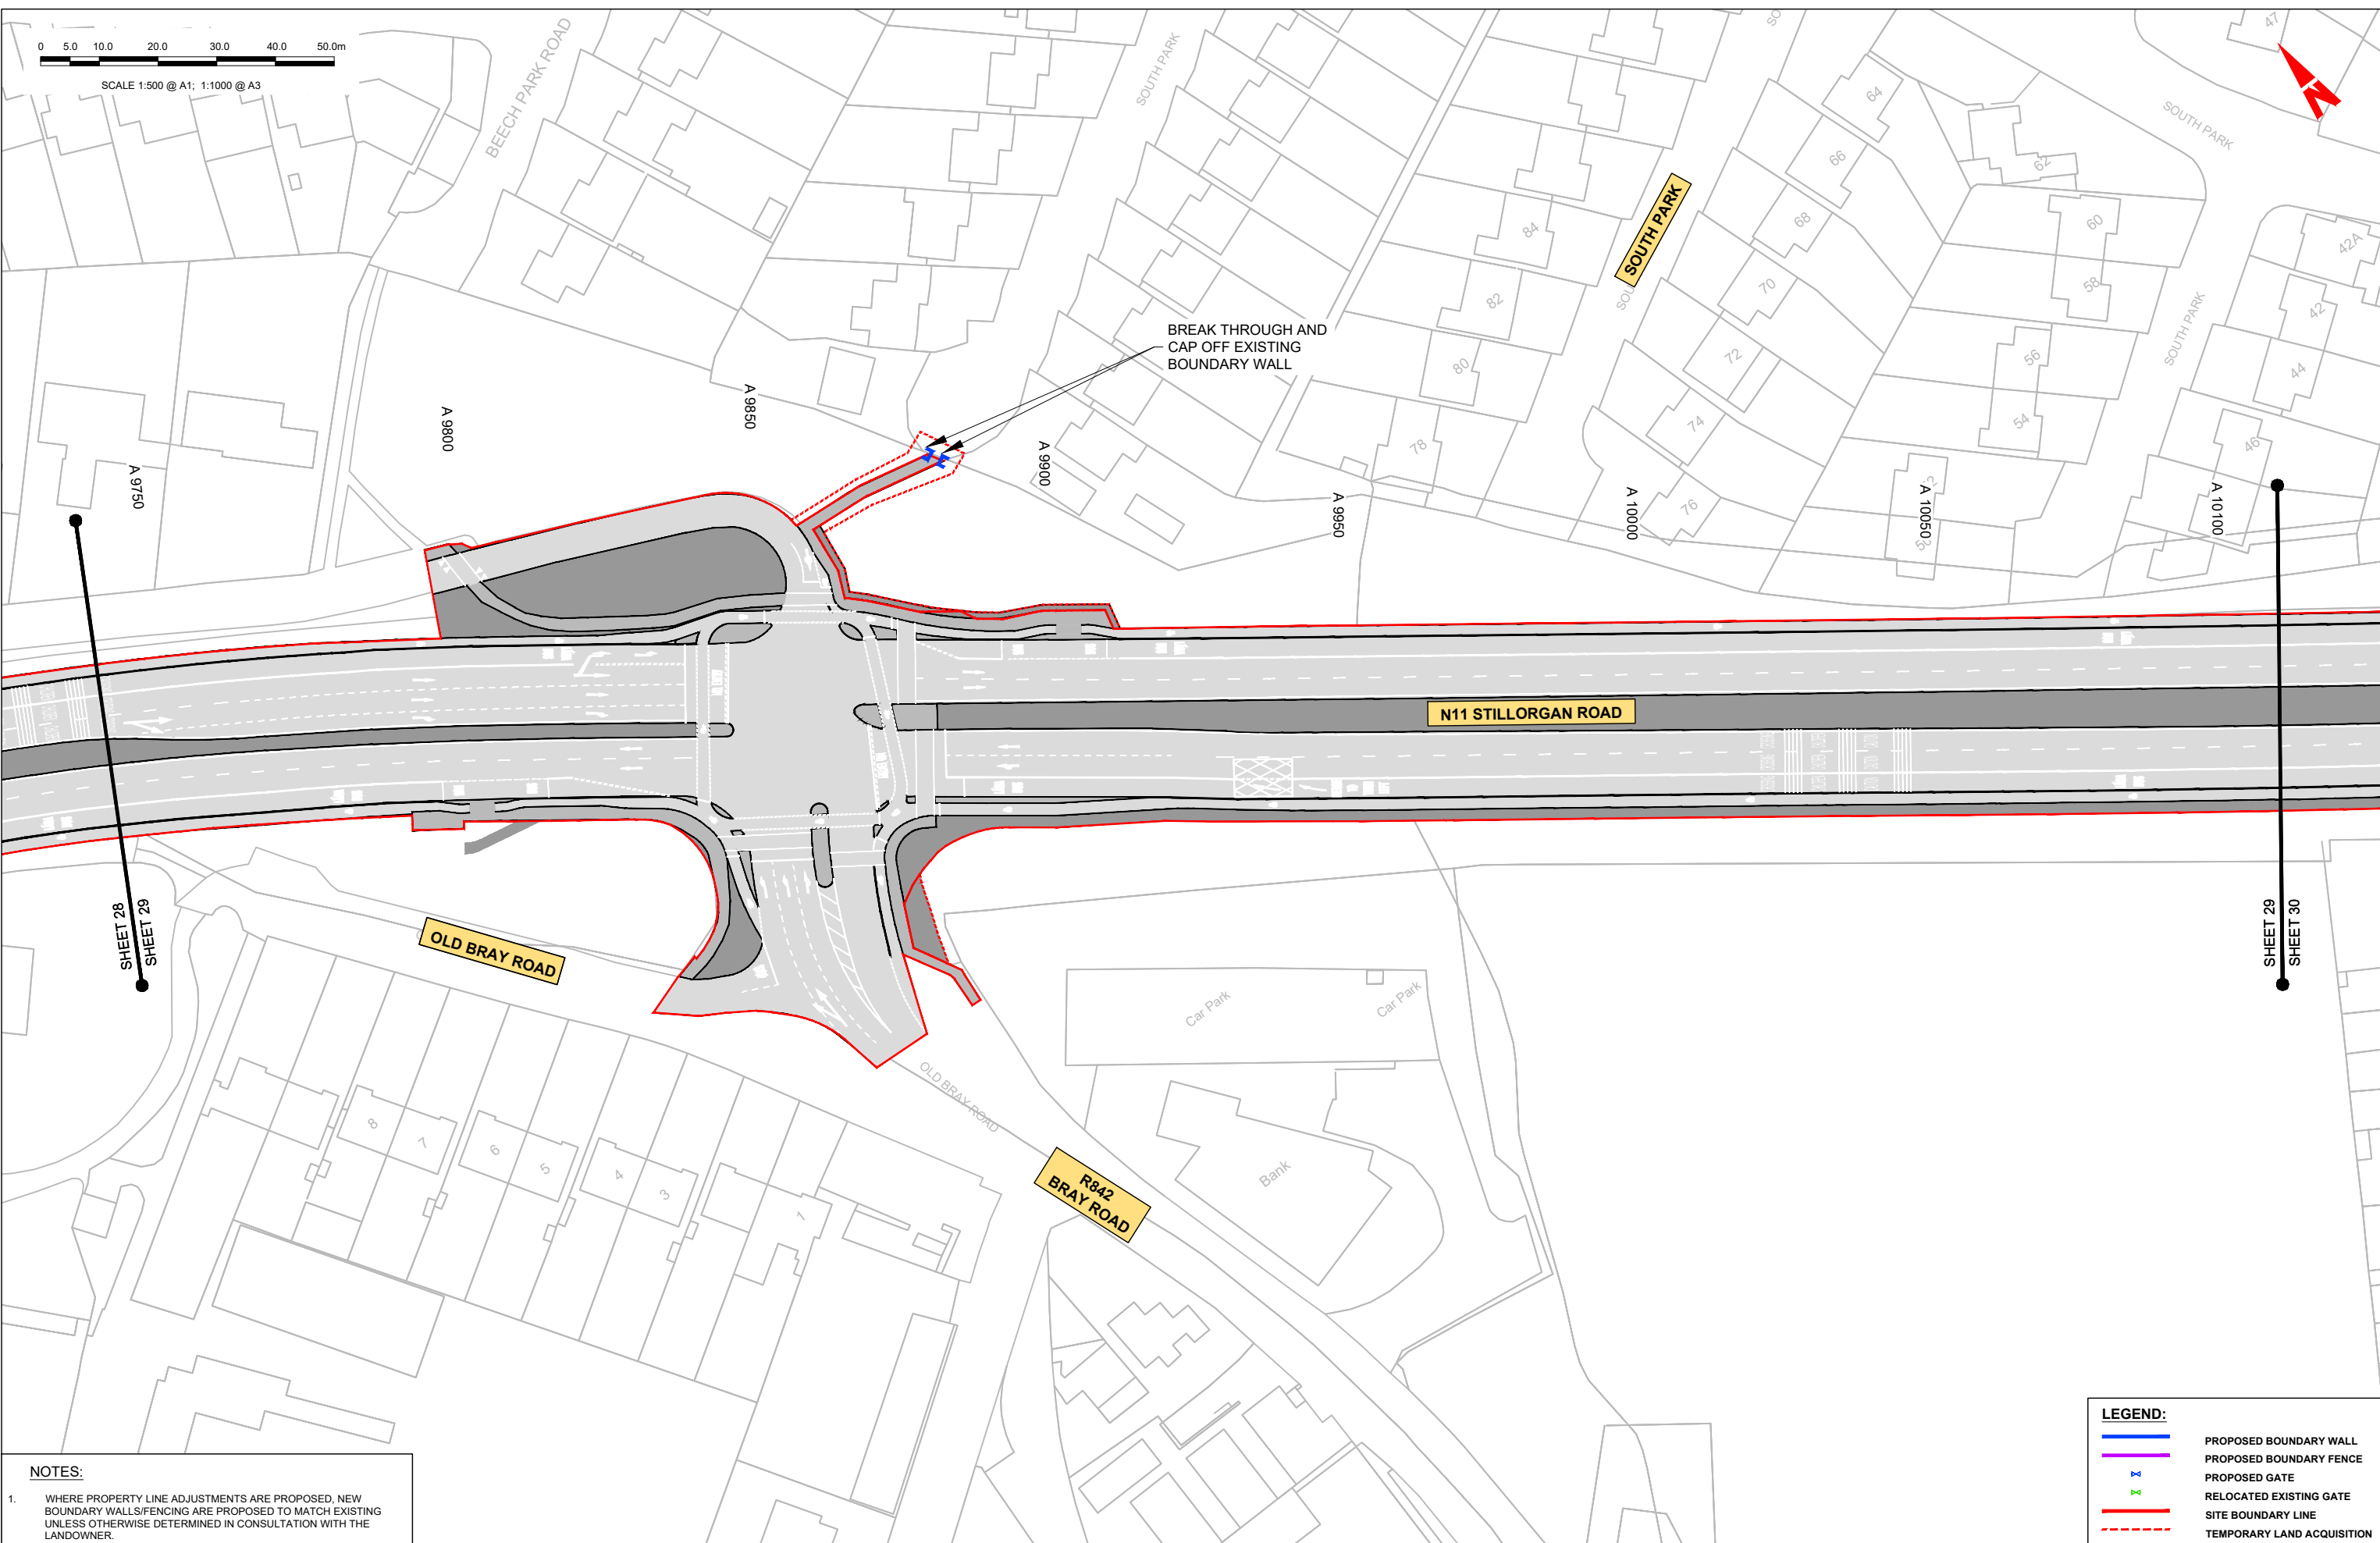 0 5.0 10.0 20.0 30.0 40.0 50.0m
SCALE 1:500 @ A1; 1:1000 @ A3
BEECH PARK ROAD
SOUTH PARK
SOUTH PARK
SOUTH PARK
SOUTH PARK
N
47
64
66
68
70
72
74
76
62
60
58
56
54
42A
42
44
46
84
82
80
78
BREAK THROUGH AND
CAP OFF EXISTING
BOUNDARY WALL
A 9750
A 9800
A 9850
A 9900
A 9950
A 10000
A 10050
A 10100
N11 STILLORGAN ROAD
SHEET 28
SHEET 29
SHEET 29
SHEET 30
OLD BRAY ROAD
OLD BRAY ROAD
R842
BRAY ROAD
Car Park
Car Park
Bank
8
7
6
5
4
3
1
NOTES:
1. WHERE PROPERTY LINE ADJUSTMENTS ARE PROPOSED, NEW
BOUNDARY WALLS/FENCING ARE PROPOSED TO MATCH EXISTING
UNLESS OTHERWISE DETERMINED IN CONSULTATION WITH THE
LANDOWNER.
LEGEND:
PROPOSED BOUNDARY WALL
PROPOSED BOUNDARY FENCE
PROPOSED GATE
RELOCATED EXISTING GATE
SITE BOUNDARY LINE
TEMPORARY LAND ACQUISITION